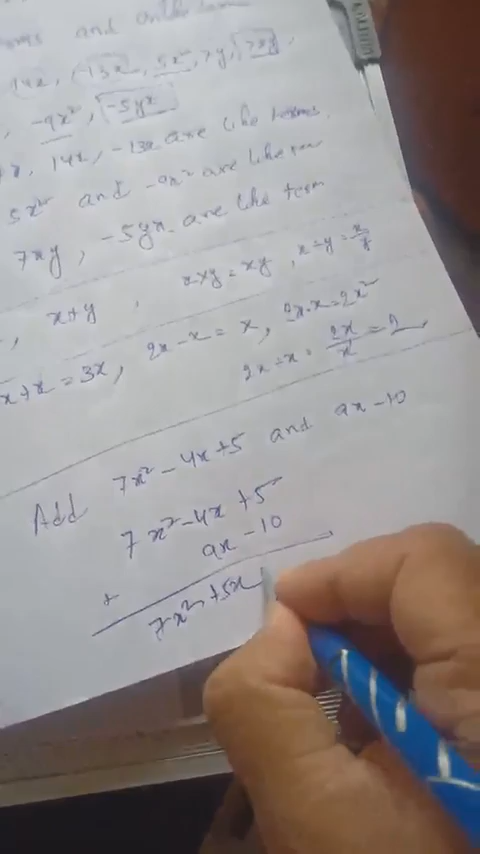 and
14x, -13x, 5x², 7y, 7xy,
, -9x², -5yx
x, 14x, -13x are like terms.
5x² and -9x² are like
7xy, -5yx are like term
, x+y, x×y = xy, x÷y = x/y
x+x = 3x, 2x-x = x, 2x·x = 2x²
2x÷x = 2x/x = 2
Add 7x² - 4x+5 and 9x-10
7x² - 4x + 5
9x - 10
+
7x² + 5x